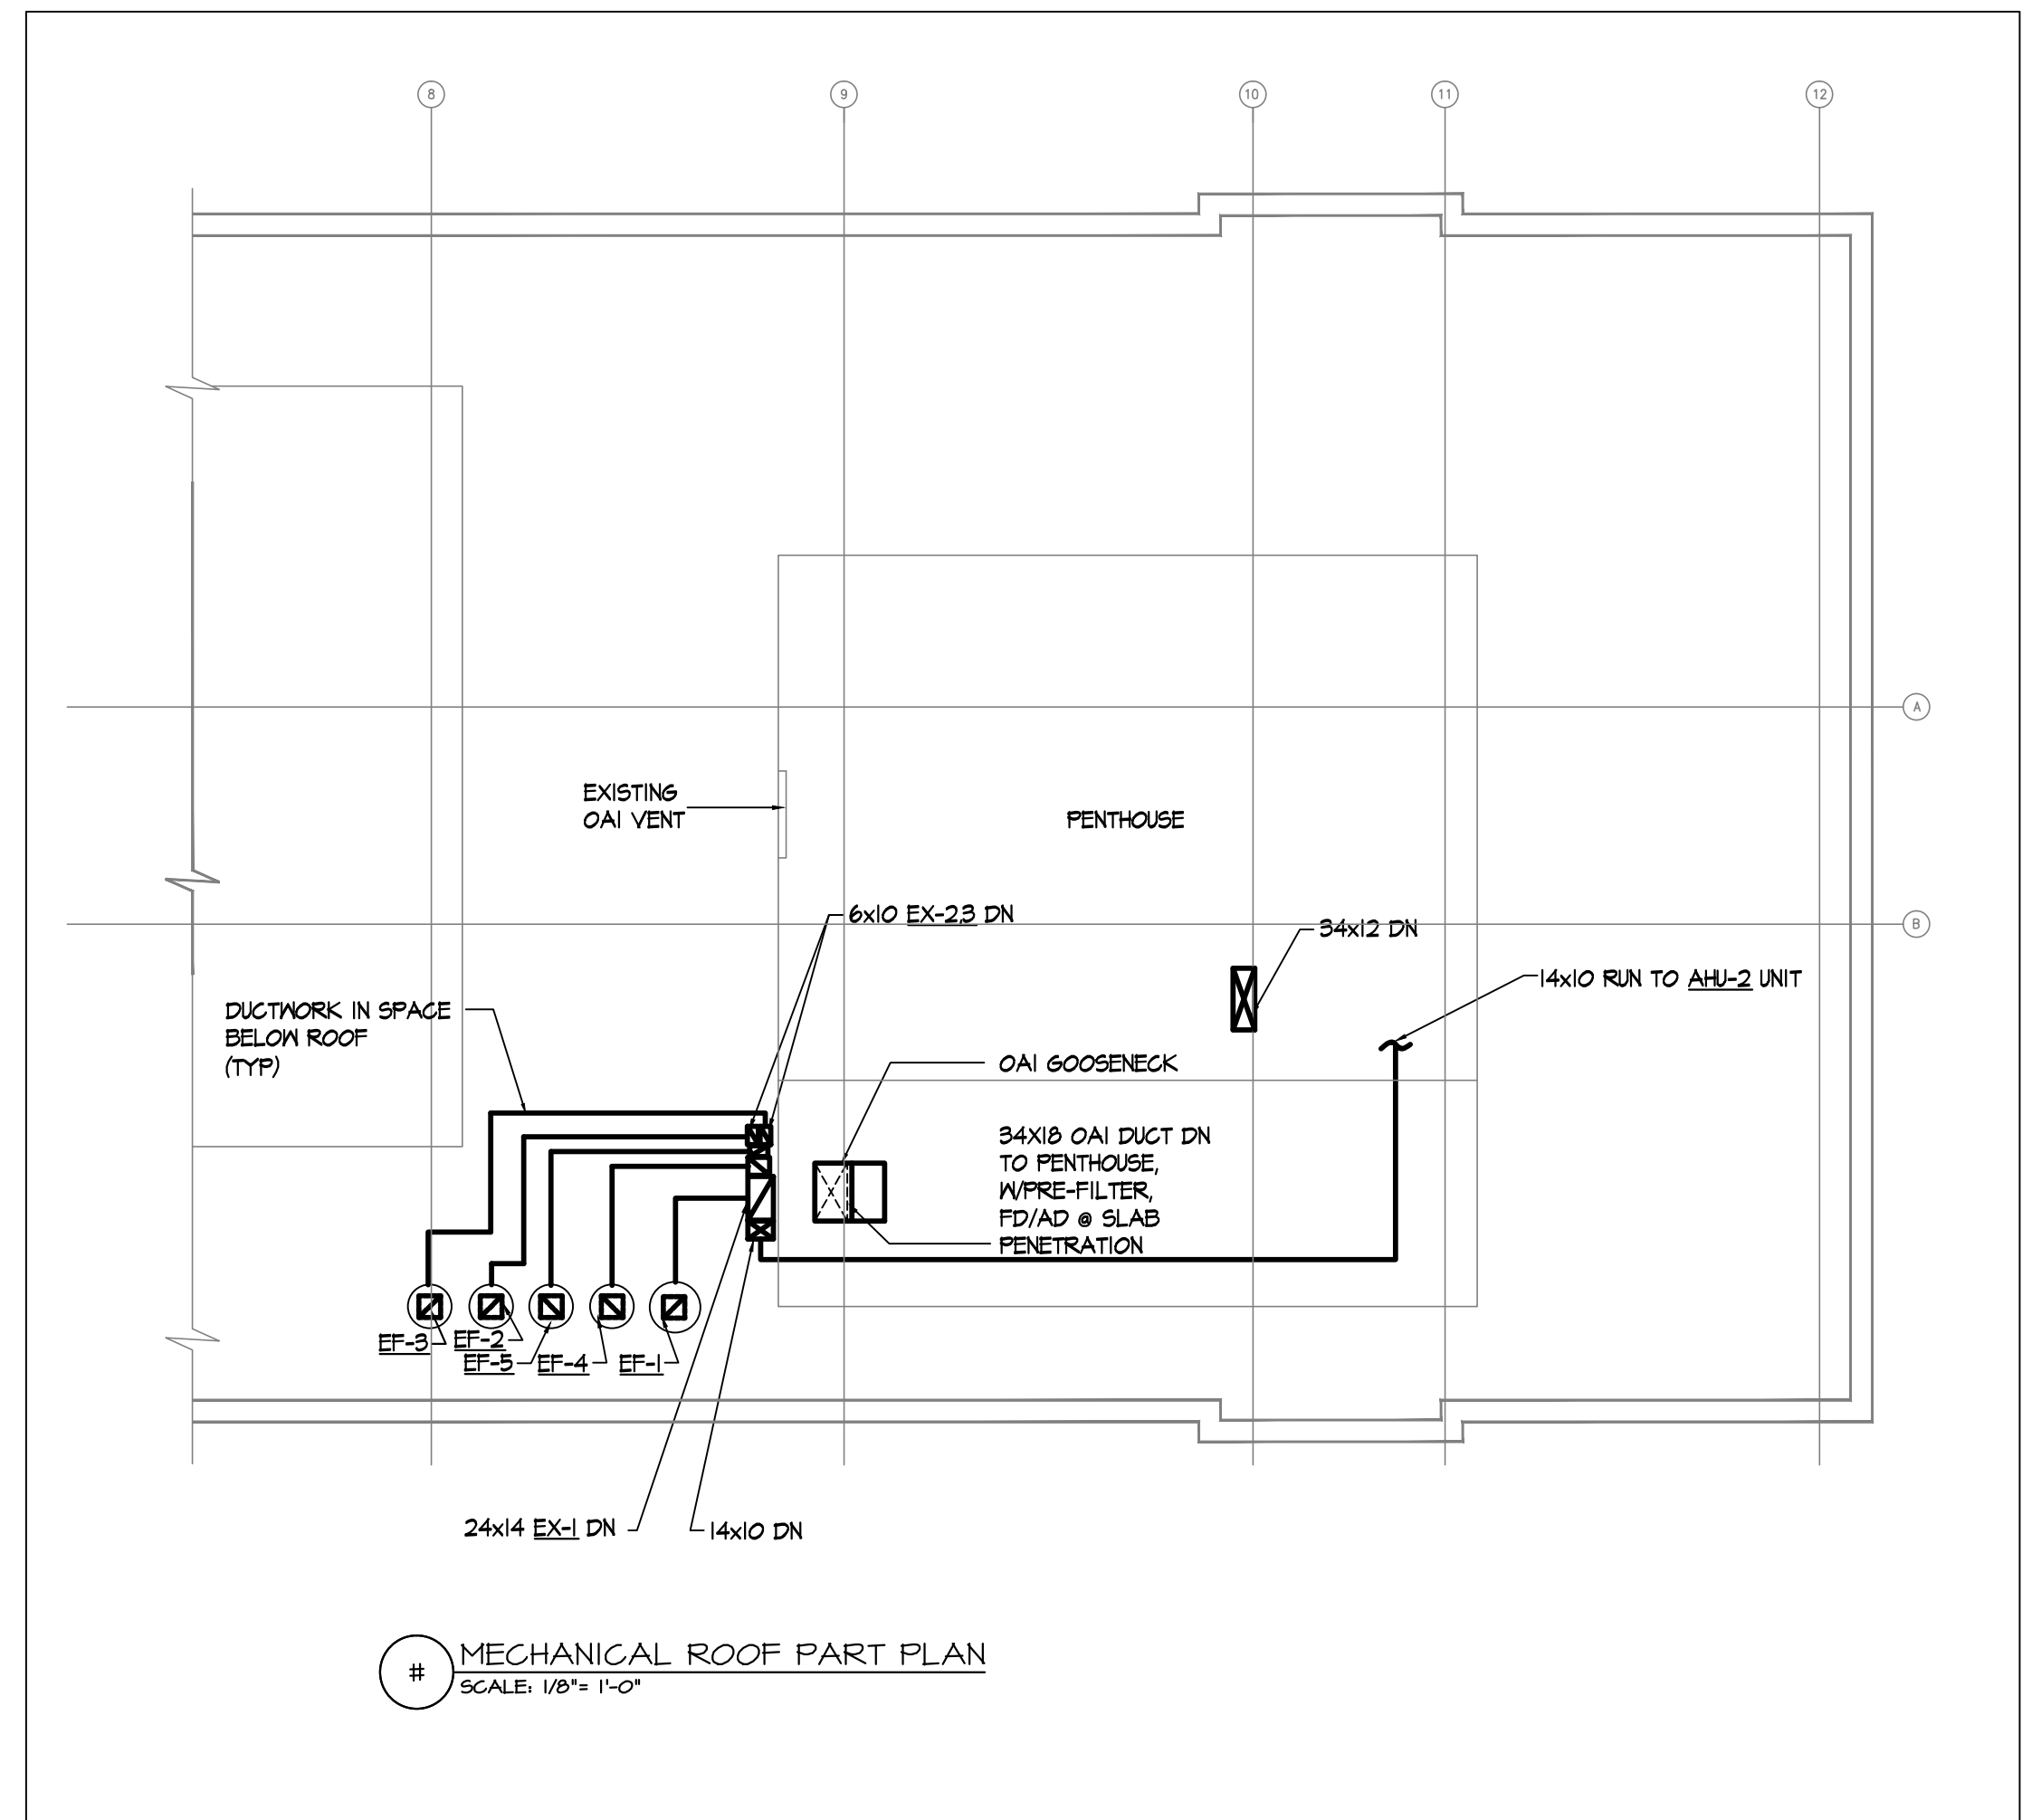 8 9 10 11 12
A
EXISTING
OAI VENT
PENTHOUSE
6x10 EX-2,3 DN
B
34x12 DN
14x10 RUN TO AHU-2 UNIT
DUCTWORK IN SPACE
BELOW ROOF
(TYP)
OAI GOOSENECK
34X18 OAI DUCT DN
TO PENTHOUSE,
W/PRE-FILTER,
FD/AD @ SLAB
PENETRATION
EF-3 EF-2
EF-5 EF-4 EF-1
24x14 EX-1 DN
14x10 DN
# MECHANICAL ROOF PART PLAN
SCALE: 1/8"= 1'-0"